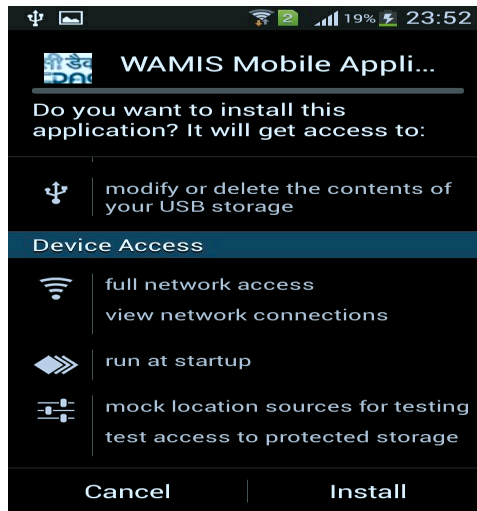 2 19% 23:52
WAMIS Mobile Appli...
Do you want to install this
application? It will get access to:
modify or delete the contents of
your USB storage
Device Access
full network access
view network connections
run at startup
mock location sources for testing
test access to protected storage
Cancel Install